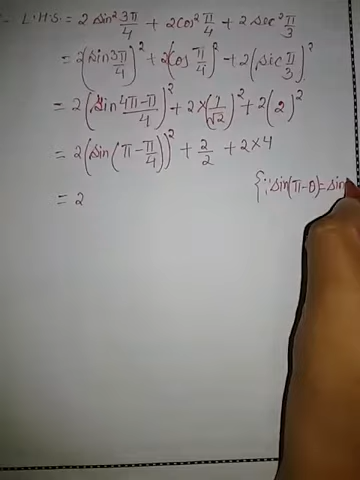 = L.H.S. = 2 sin² 3π/4 + 2cos² π/4 + 2 sec² π/3
= 2(sin 3π/4)² + 2(cos π/4)² + 2(sec π/3)²
= 2(sin 4π-π/4)² + 2×(1/√2)² + 2(2)²
= 2(sin(π-π/4))² + 2/2 + 2×4
= 2 {∵ sin(π-θ)=sin